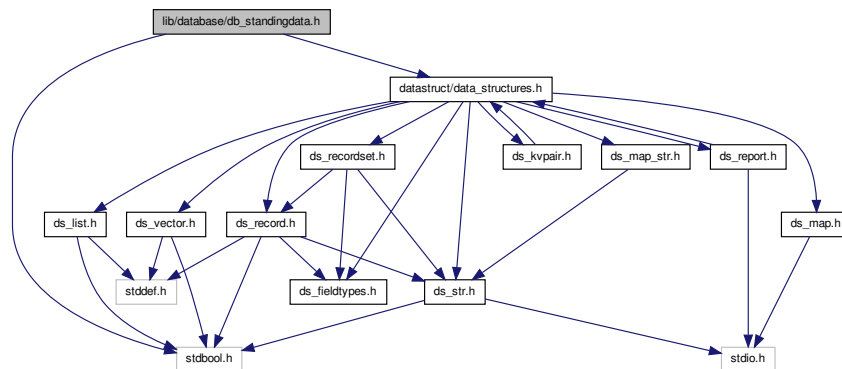 lib/database/db_standingdata.h
datastruct/data_structures.h
ds_recordset.h
ds_kvpair.h
ds_map_str.h
ds_report.h
ds_list.h
ds_vector.h
ds_record.h
ds_map.h
stddef.h
ds_fieldtypes.h
ds_str.h
stdbool.h
stdio.h